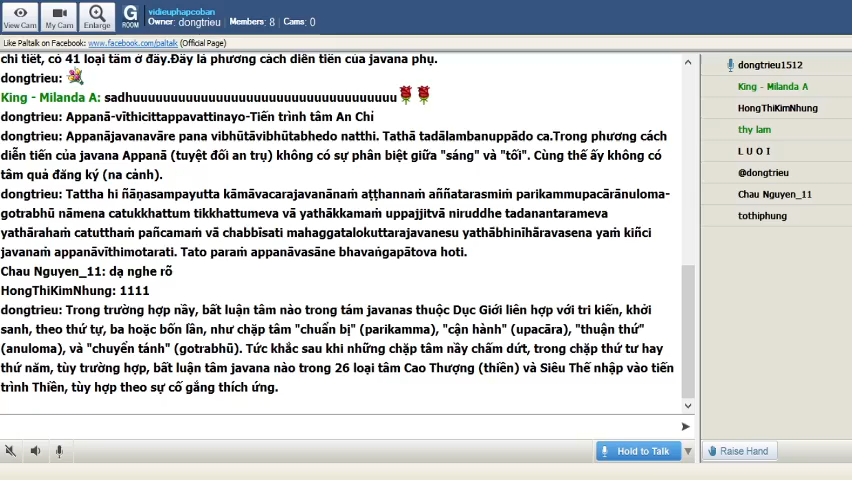 vidieuphapcoban
Owner: dongtrieu Members: 8 Cams: 0
View Cam My Cam Enlarge G ROOM
Like Paltalk on Facebook: www.facebook.com/paltalk (Official Page)
chi tiết, có 41 loại tâm ở đây.Đây là phương cách diễn tiến của javana phụ.
dongtrieu:
King - Milanda A: sadhuuuuuuuuuuuuuuuuuuuuuuuuuuuuuuuuuuu
dongtrieu: Appanā-vīthicittappavattinayo-Tiến trình tâm An Chỉ
dongtrieu: Appanājavanavāre pana vibhūtāvibhūtabhedo natthi. Tathā tadālambanuppādo ca.Trong phương cách
diễn tiến của javana Appanā (tuyệt đối an trụ) không có sự phân biệt giữa "sáng" và "tối". Cùng thế ấy không có
tâm quả đăng ký (na cảnh).
dongtrieu: Tattha hi ñāṇasampayutta kāmāvacarajavanānaṁ aṭṭhannaṁ aññatarasmiṁ parikammupacārānuloma-
gotrabhū nāmena catukkhattum tikkhattumeva vā yathākkamaṁ uppajjitvā niruddhe tadanantarameva
yathārahaṁ catutthaṁ pañcamaṁ vā chabbīsati mahaggatalokuttarajavanesu yathābhinīhāravasena yaṁ kiñci
javanaṁ appanāvīthimotarati. Tato paraṁ appanāvasāne bhavaṅgapātova hoti.
Chau Nguyen_11: dạ nghe rõ
HongThiKimNhung: 1111
dongtrieu: Trong trường hợp nầy, bất luận tâm nào trong tám javanas thuộc Dục Giới liên hợp với tri kiến, khởi
sanh, theo thứ tự, ba hoặc bốn lần, như chặp tâm "chuẩn bị" (parikamma), "cận hành" (upacāra), "thuận thứ"
(anuloma), và "chuyển tánh" (gotrabhū). Tức khắc sau khi những chặp tâm nầy chấm dứt, trong chặp thứ tư hay
thứ năm, tùy trường hợp, bất luận tâm javana nào trong 26 loại tâm Cao Thượng (thiền) và Siêu Thế nhập vào tiến
trình Thiền, tùy hợp theo sự cố gắng thích ứng.
Hold to Talk
dongtrieu1512
King - Milanda A
HongThiKimNhung
thy lam
L U O I
@dongtrieu
Chau Nguyen_11
tothiphung
Raise Hand